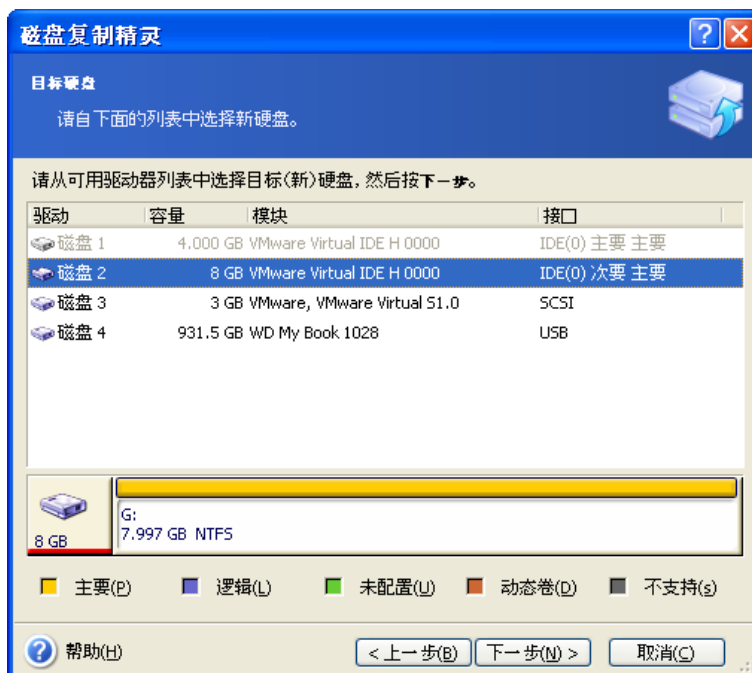 磁盘复制精灵
目标硬盘
请自下面的列表中选择新硬盘。
请从可用驱动器列表中选择目标(新)硬盘,然后按下一步。
驱动 容量 模块 接口
磁盘 1 4.000 GB VMware Virtual IDE H 0000 IDE(0) 主要 主要
磁盘 2 8 GB VMware Virtual IDE H 0000 IDE(0) 次要 主要
磁盘 3 3 GB VMware, VMware Virtual S1.0 SCSI
磁盘 4 931.5 GB WD My Book 1028 USB
G:
8 GB 7.997 GB NTFS
主要(P) 逻辑(L) 未配置(U) 动态卷(D) 不支持(s)
帮助(H) < 上一步(B) 下一步(N) > 取消(C)